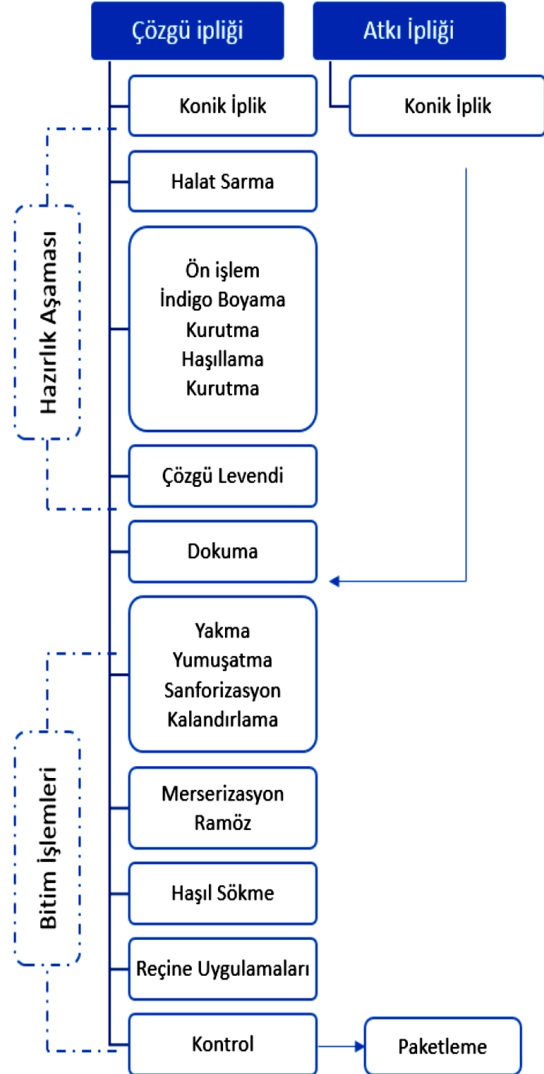 Çözgü ipliği
Atkı İpliği
Konik İplik
Konik İplik
Halat Sarma
Hazırlık Aşaması
Ön işlem
İndigo Boyama
Kurutma
Haşıllama
Kurutma
Çözgü Levendi
Dokuma
Yakma
Yumuşatma
Sanforizasyon
Kalandırlama
Bitim İşlemleri
Merserizasyon
Ramöz
Haşıl Sökme
Reçine Uygulamaları
Kontrol
Paketleme